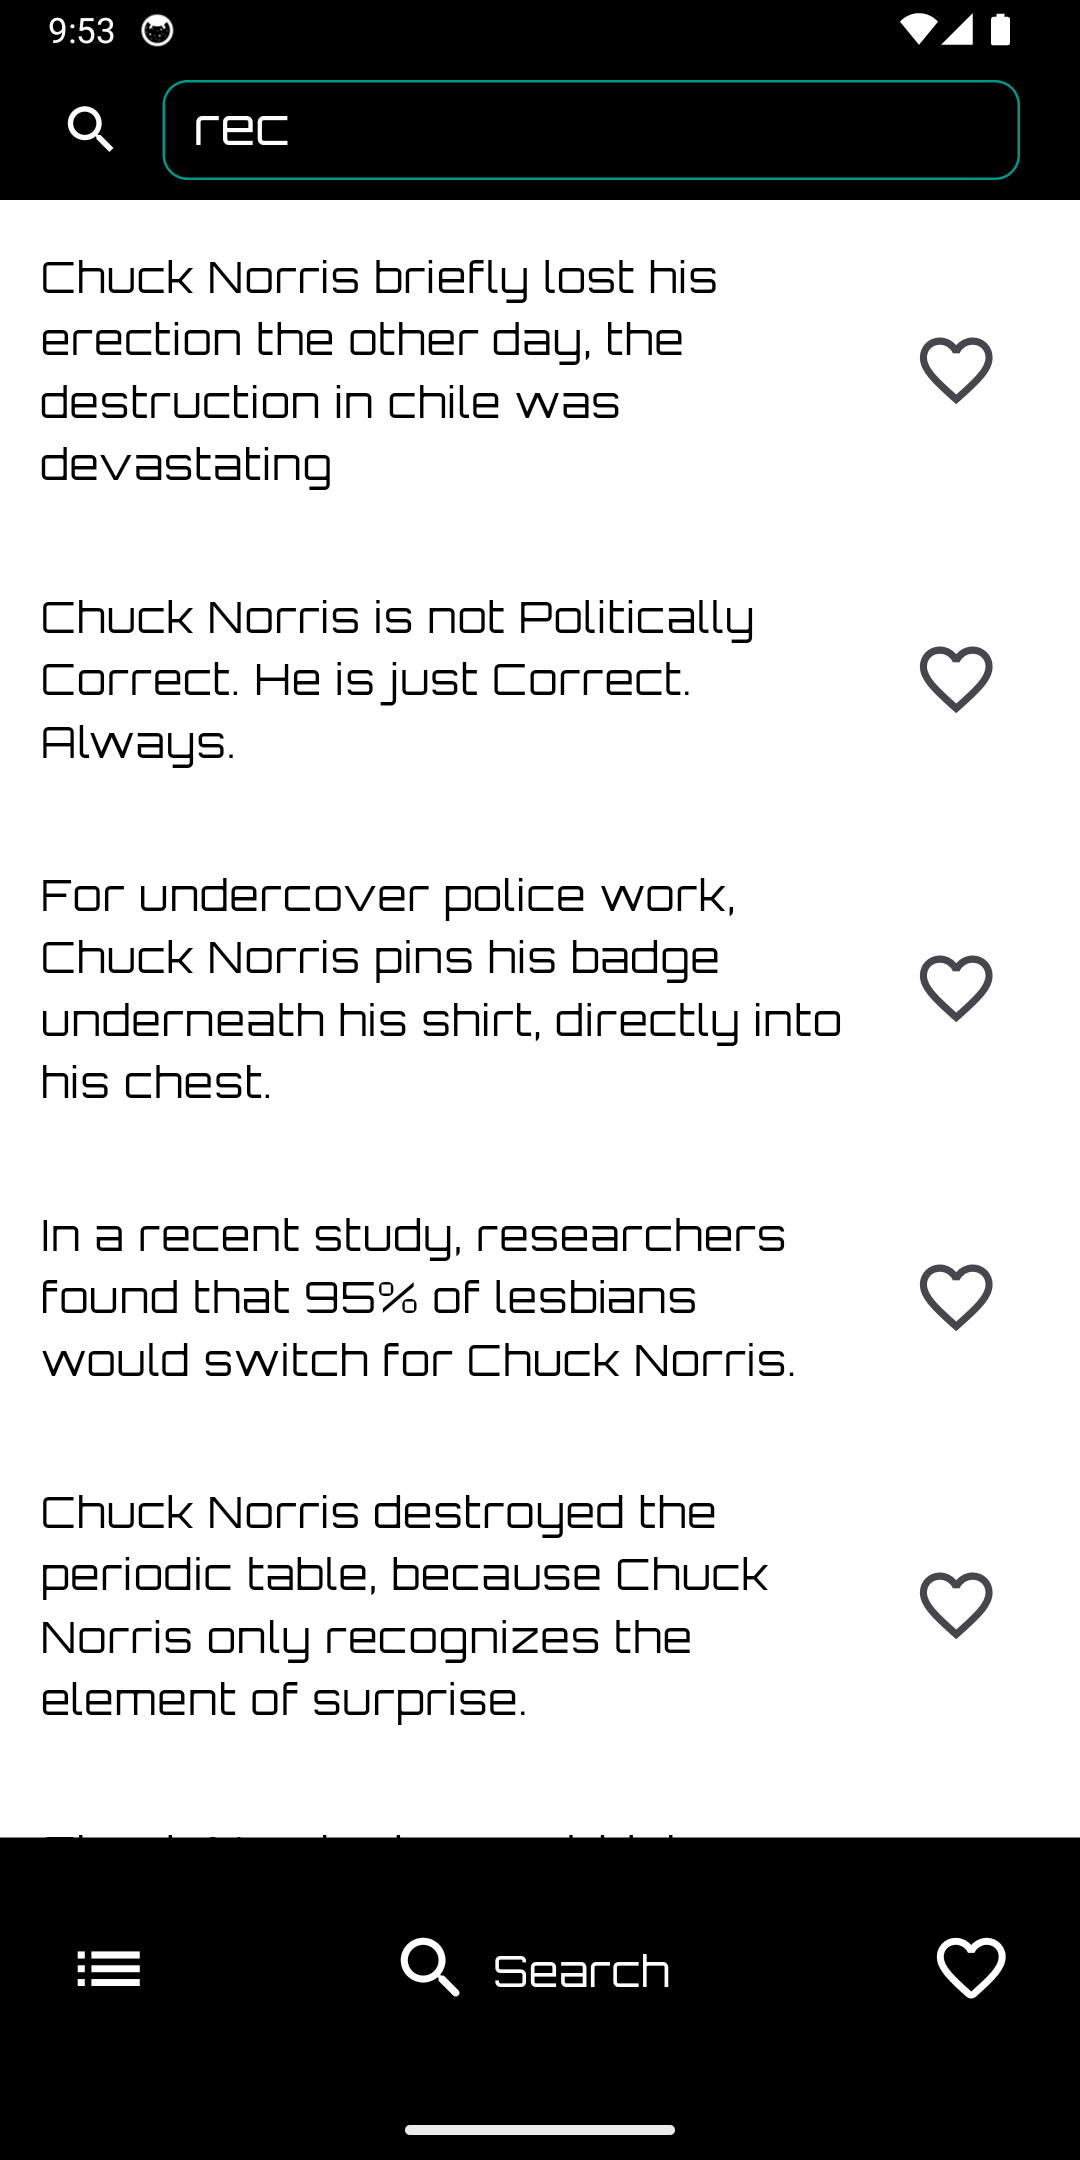 9:53
rec
Chuck Norris briefly lost his
erection the other day, the
destruction in chile was
devastating
Chuck Norris is not Politically
Correct. He is just Correct.
Always.
For undercover police work,
Chuck Norris pins his badge
underneath his shirt, directly into
his chest.
In a recent study, researchers
found that 95% of lesbians
would switch for Chuck Norris.
Chuck Norris destroyed the
periodic table, because Chuck
Norris only recognizes the
element of surprise.
Search